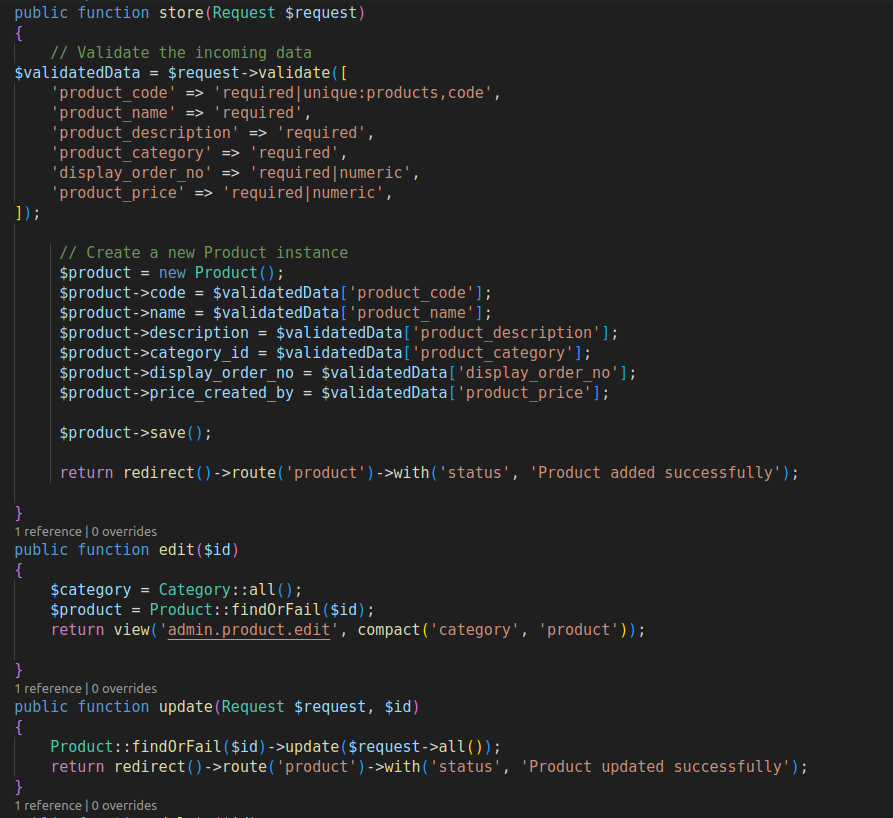 public function store(Request $request)
{
    // Validate the incoming data
$validatedData = $request->validate([
    'product_code' => 'required|unique:products,code',
    'product_name' => 'required',
    'product_description' => 'required',
    'product_category' => 'required',
    'display_order_no' => 'required|numeric',
    'product_price' => 'required|numeric',
]);
     // Create a new Product instance
     $product = new Product();
     $product->code = $validatedData['product_code'];
     $product->name = $validatedData['product_name'];
     $product->description = $validatedData['product_description'];
     $product->category_id = $validatedData['product_category'];
     $product->display_order_no = $validatedData['display_order_no'];
     $product->price_created_by = $validatedData['product_price'];
     $product->save();
     return redirect()->route('product')->with('status', 'Product added successfully');
}
1 reference | 0 overrides
public function edit($id)
{
    $category = Category::all();
    $product = Product::findOrFail($id);
    return view('admin.product.edit', compact('category', 'product'));
}
1 reference | 0 overrides
public function update(Request $request, $id)
{
    Product::findOrFail($id)->update($request->all());
    return redirect()->route('product')->with('status', 'Product updated successfully');
}
1 reference | 0 overrides